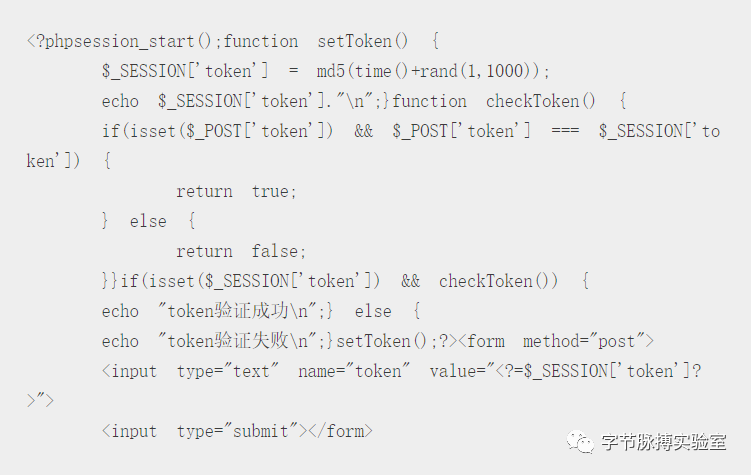 <?phpsession_start();function setToken() {
$_SESSION['token'] = md5(time()+rand(1,1000));
echo $_SESSION['token']."\n";}function checkToken() {
if(isset($_POST['token']) && $_POST['token'] === $_SESSION['to
ken']) {
return true;
} else {
return false;
}}if(isset($_SESSION['token']) && checkToken()) {
echo "token验证成功\n";} else {
echo "token验证失败\n";}setToken();?><form method="post">
<input type="text" name="token" value="<?=$_SESSION['token']?
>">
<input type="submit"></form>
字节脉搏实验室